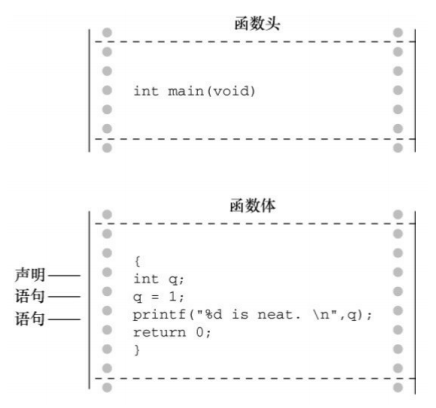 函数头
int main(void)
函数体
{
声明
int q;
语句
q = 1;
语句
printf("%d is neat. \n",q);
return 0;
}